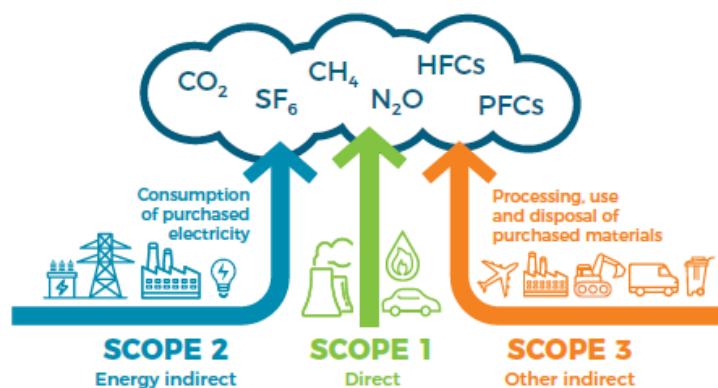 CO₂
SF₆
CH₄
N₂O
HFCs
PFCs
Consumption
of purchased
electricity
Processing, use
and disposal of
purchased materials
SCOPE 2
Energy indirect
SCOPE 1
Direct
SCOPE 3
Other indirect